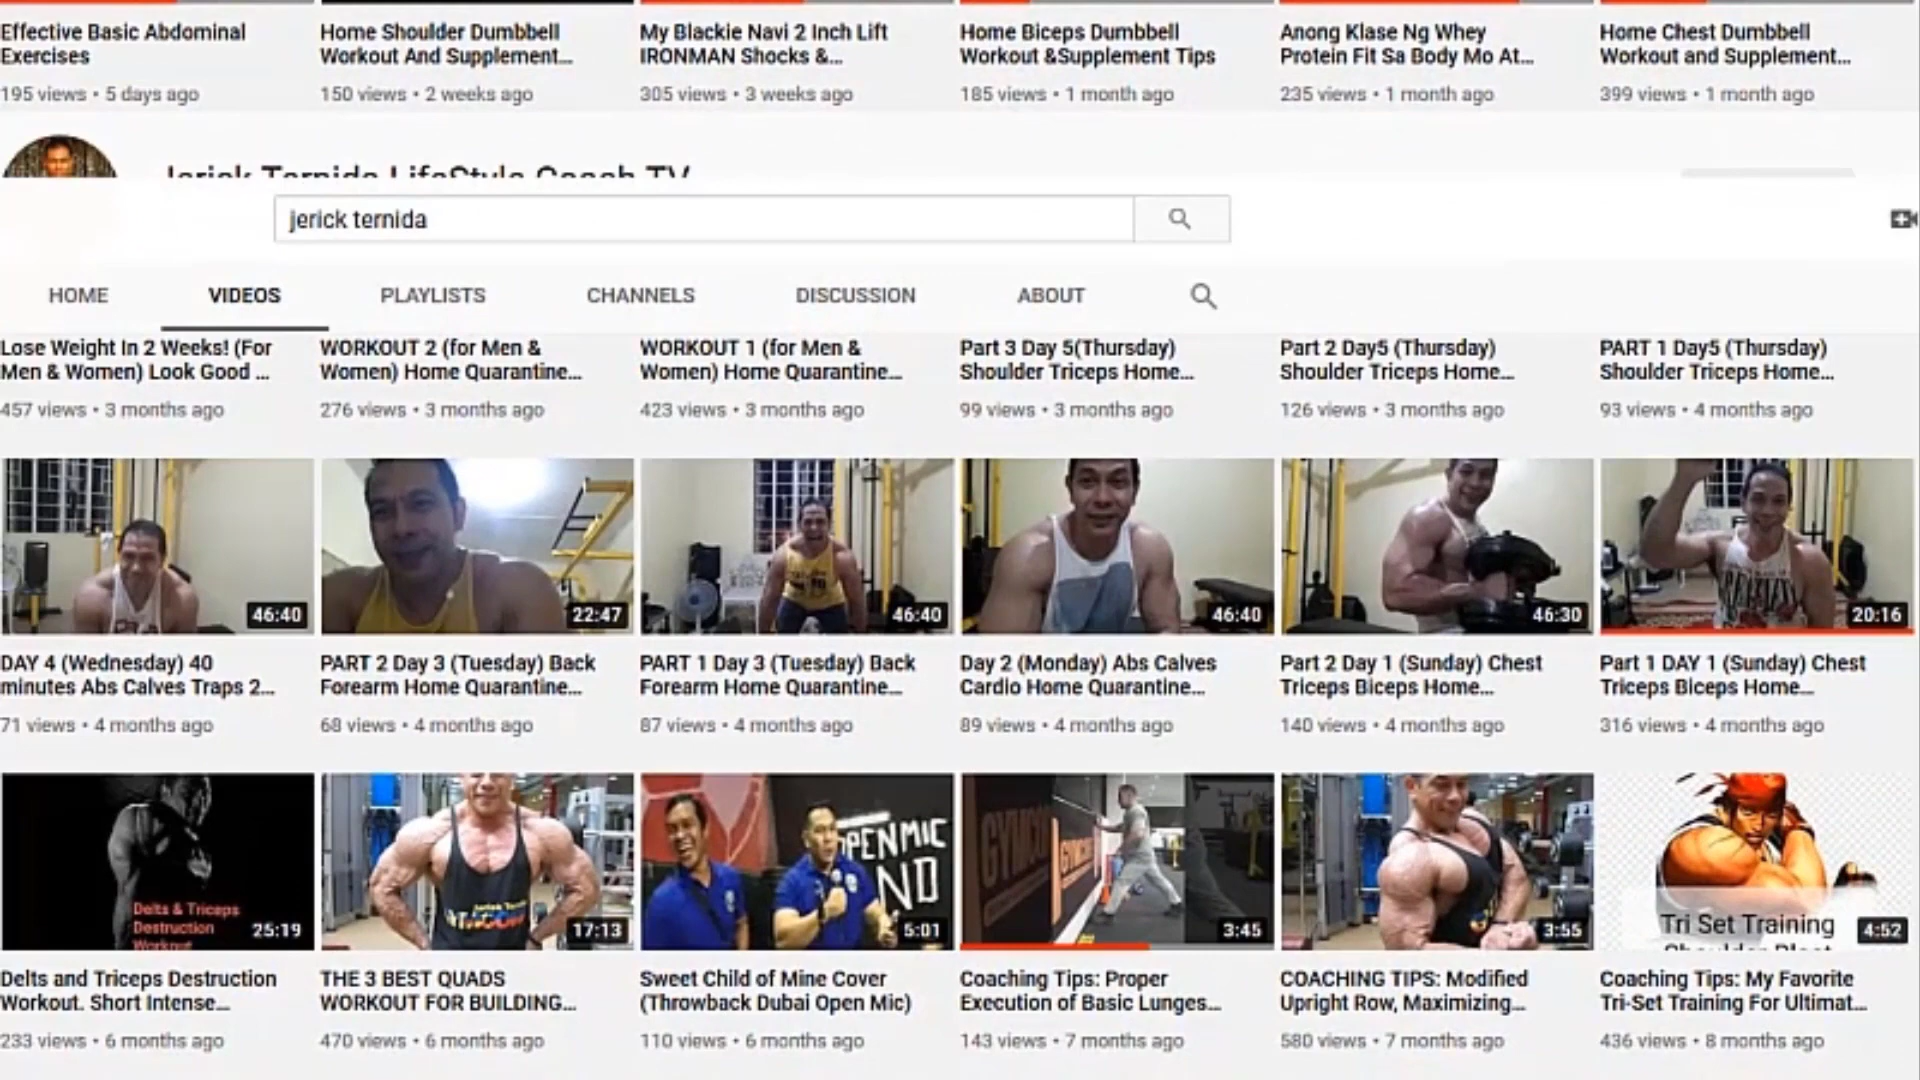 Effective Basic Abdominal
Exercises
195 views • 5 days ago
Home Shoulder Dumbbell
Workout And Supplement...
150 views • 2 weeks ago
My Blackie Navi 2 Inch Lift
IRONMAN Shocks &...
305 views • 3 weeks ago
Home Biceps Dumbbell
Workout &Supplement Tips
185 views • 1 month ago
Anong Klase Ng Whey
Protein Fit Sa Body Mo At...
235 views • 1 month ago
Home Chest Dumbbell
Workout and Supplement...
399 views • 1 month ago
Jerick Ternida LifeStyle Coach TV
jerick ternida
HOME
VIDEOS
PLAYLISTS
CHANNELS
DISCUSSION
ABOUT
Lose Weight In 2 Weeks! (For
Men & Women) Look Good ...
457 views • 3 months ago
WORKOUT 2 (for Men &
Women) Home Quarantine...
276 views • 3 months ago
WORKOUT 1 (for Men &
Women) Home Quarantine...
423 views • 3 months ago
Part 3 Day 5(Thursday)
Shoulder Triceps Home...
99 views • 3 months ago
Part 2 Day5 (Thursday)
Shoulder Triceps Home...
126 views • 3 months ago
PART 1 Day5 (Thursday)
Shoulder Triceps Home...
93 views • 4 months ago
46:40
DAY 4 (Wednesday) 40
minutes Abs Calves Traps 2...
71 views • 4 months ago
22:47
PART 2 Day 3 (Tuesday) Back
Forearm Home Quarantine...
68 views • 4 months ago
46:40
PART 1 Day 3 (Tuesday) Back
Forearm Home Quarantine...
87 views • 4 months ago
46:40
Day 2 (Monday) Abs Calves
Cardio Home Quarantine...
89 views • 4 months ago
46:30
Part 2 Day 1 (Sunday) Chest
Triceps Biceps Home...
140 views • 4 months ago
20:16
Part 1 DAY 1 (Sunday) Chest
Triceps Biceps Home...
316 views • 4 months ago
Delts & Triceps
Destruction
Workout
25:19
Delts and Triceps Destruction
Workout. Short Intense...
233 views • 6 months ago
17:13
THE 3 BEST QUADS
WORKOUT FOR BUILDING...
470 views • 6 months ago
PEN MIC
ND
5:01
Sweet Child of Mine Cover
(Throwback Dubai Open Mic)
110 views • 6 months ago
3:45
Coaching Tips: Proper
Execution of Basic Lunges...
143 views • 7 months ago
3:55
COACHING TIPS: Modified
Upright Row, Maximizing...
580 views • 7 months ago
Tri Set Training
4:52
Coaching Tips: My Favorite
Tri-Set Training For Ultimat...
436 views • 8 months ago